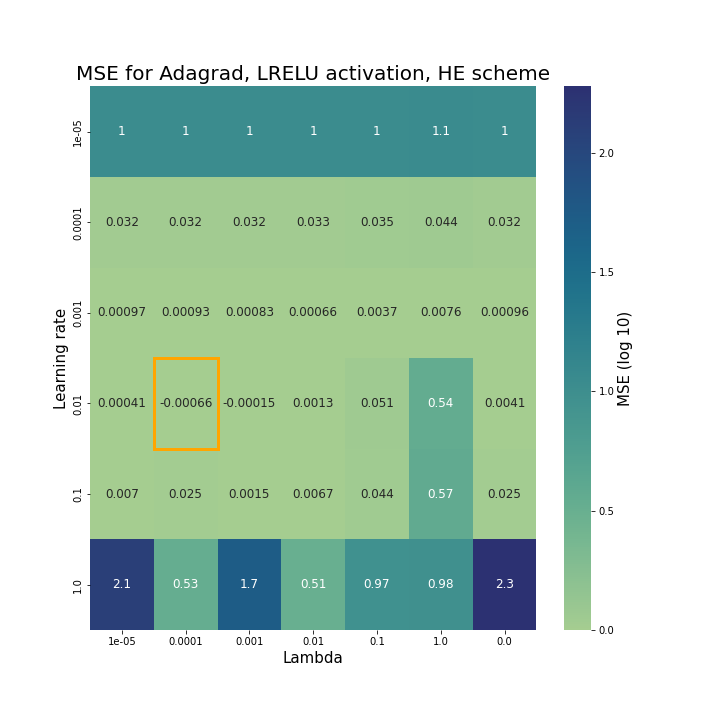 MSE for Adagrad, LRELU activation, HE scheme
1e-05 1 1 1 1 1 1.1 1
0.0001 0.032 0.032 0.032 0.033 0.035 0.044 0.032
0.001 0.00097 0.00093 0.00083 0.00066 0.0037 0.0076 0.00096
0.01 0.00041 -0.00066 -0.00015 0.0013 0.051 0.54 0.0041
0.1 0.007 0.025 0.0015 0.0067 0.044 0.57 0.025
1.0 2.1 0.53 1.7 0.51 0.97 0.98 2.3
1e-05 0.0001 0.001 0.01 0.1 1.0 0.0
Lambda
Learning rate
2.0
1.5
1.0
0.5
0.0
MSE (log 10)